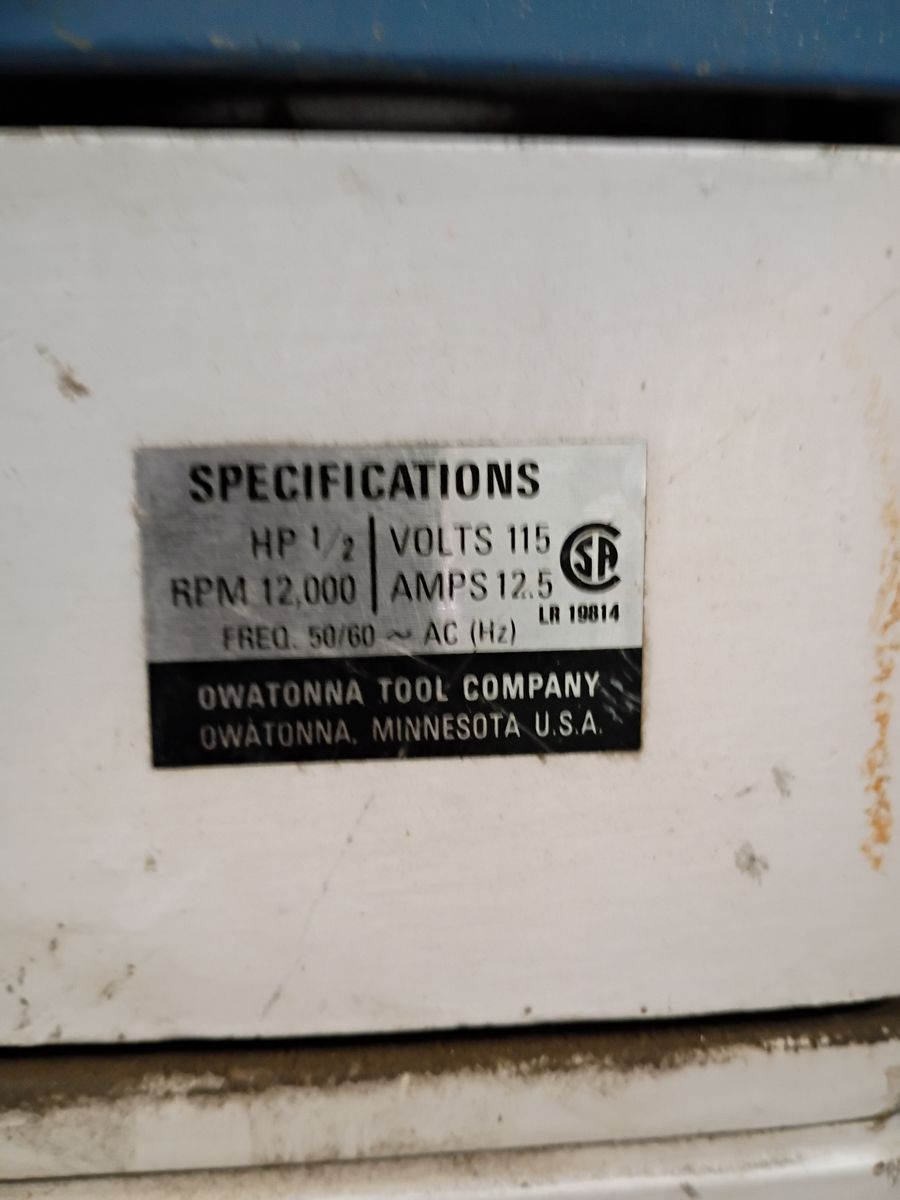 SPECIFICATIONS
HP 1/2 | VOLTS 115
RPM 12,000 | AMPS 12.5
CSA
LR 19814
FREQ. 50/60 ~ AC (Hz)
OWATONNA TOOL COMPANY
OWATONNA, MINNESOTA U.S.A.